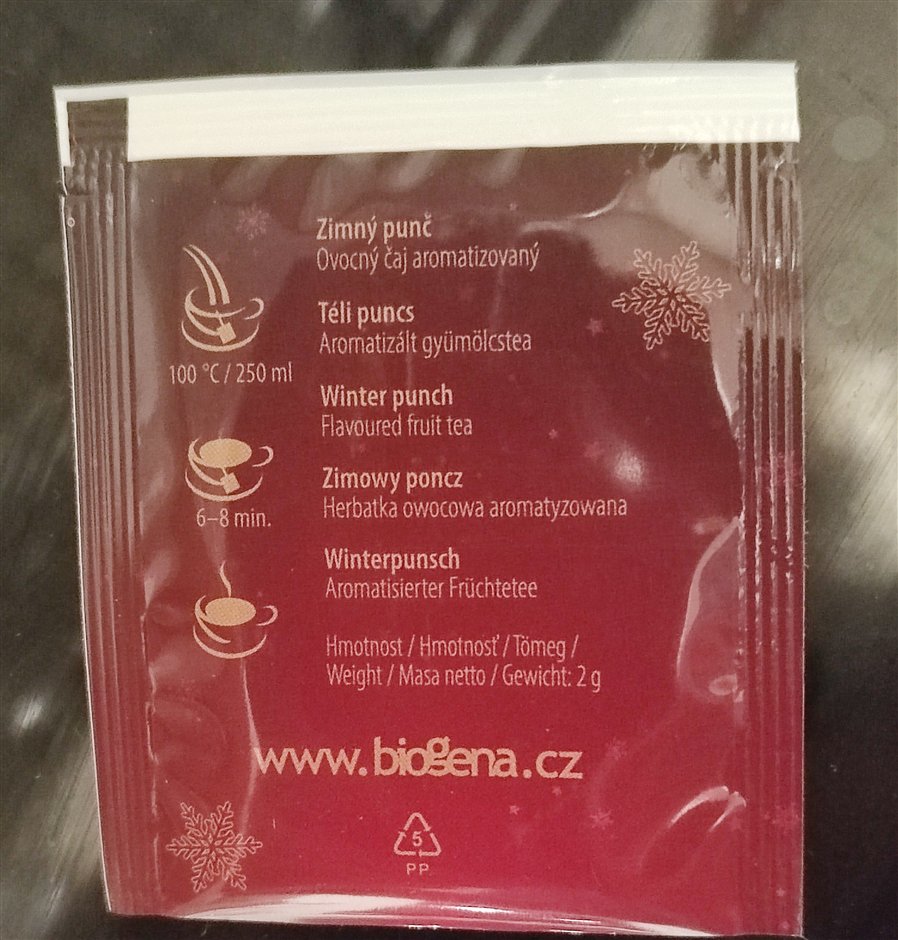 Zimný punč
Ovocný čaj aromatizovaný
Téli puncs
Aromatizált gyümölcstea
100 °C / 250 ml
Winter punch
Flavoured fruit tea
Zimowy poncz
Herbatka owocowa aromatyzowana
6–8 min.
Winterpunsch
Aromatisierter Früchtetee
Hmotnost / Hmotnosť / Tömeg /
Weight / Masa netto / Gewicht: 2 g
www.biogena.cz
5
PP